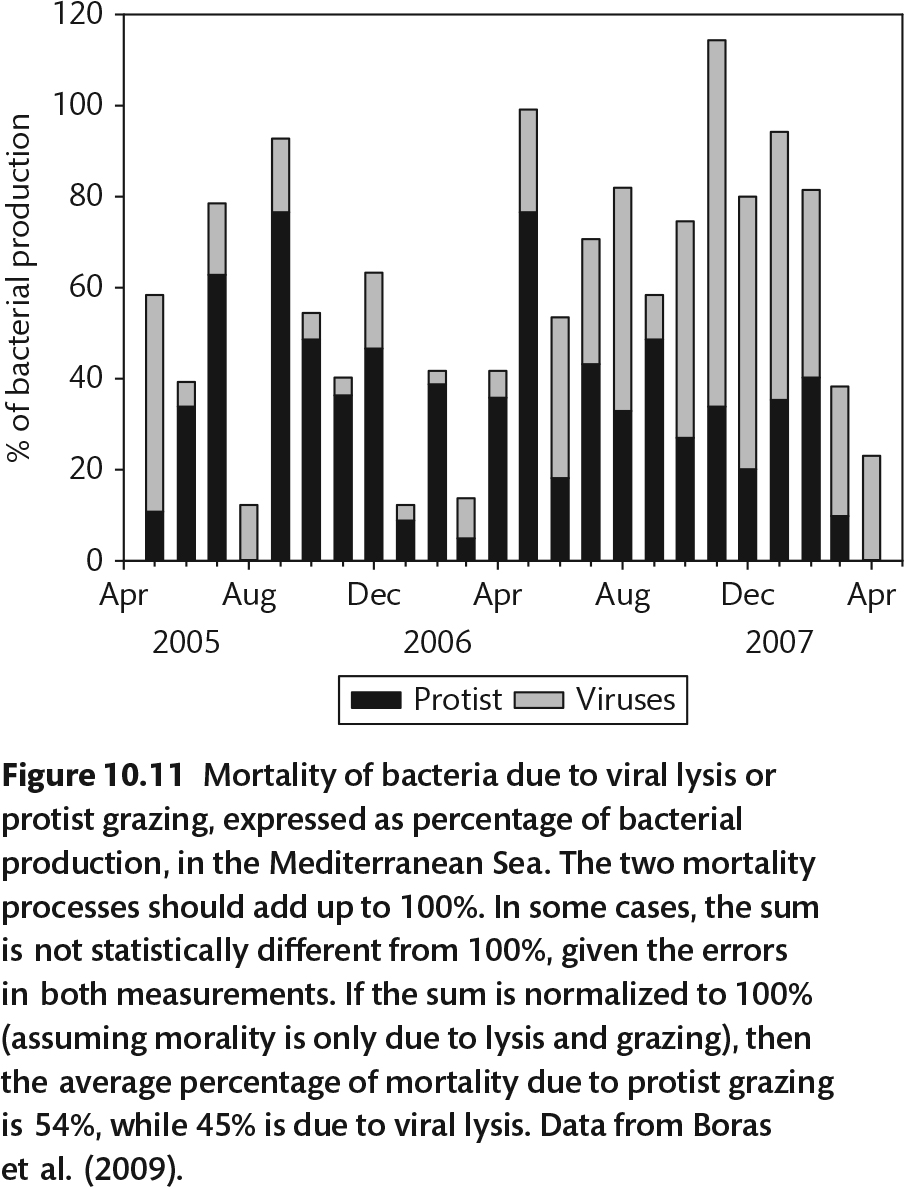 120
100
80
60
40
20
0
% of bacterial production
Apr Aug Dec Apr Aug Dec Apr
2005 2006 2007
Protist Viruses
Figure 10.11 Mortality of bacteria due to viral lysis or
protist grazing, expressed as percentage of bacterial
production, in the Mediterranean Sea. The two mortality
processes should add up to 100%. In some cases, the sum
is not statistically different from 100%, given the errors
in both measurements. If the sum is normalized to 100%
(assuming morality is only due to lysis and grazing), then
the average percentage of mortality due to protist grazing
is 54%, while 45% is due to viral lysis. Data from Boras
et al. (2009).